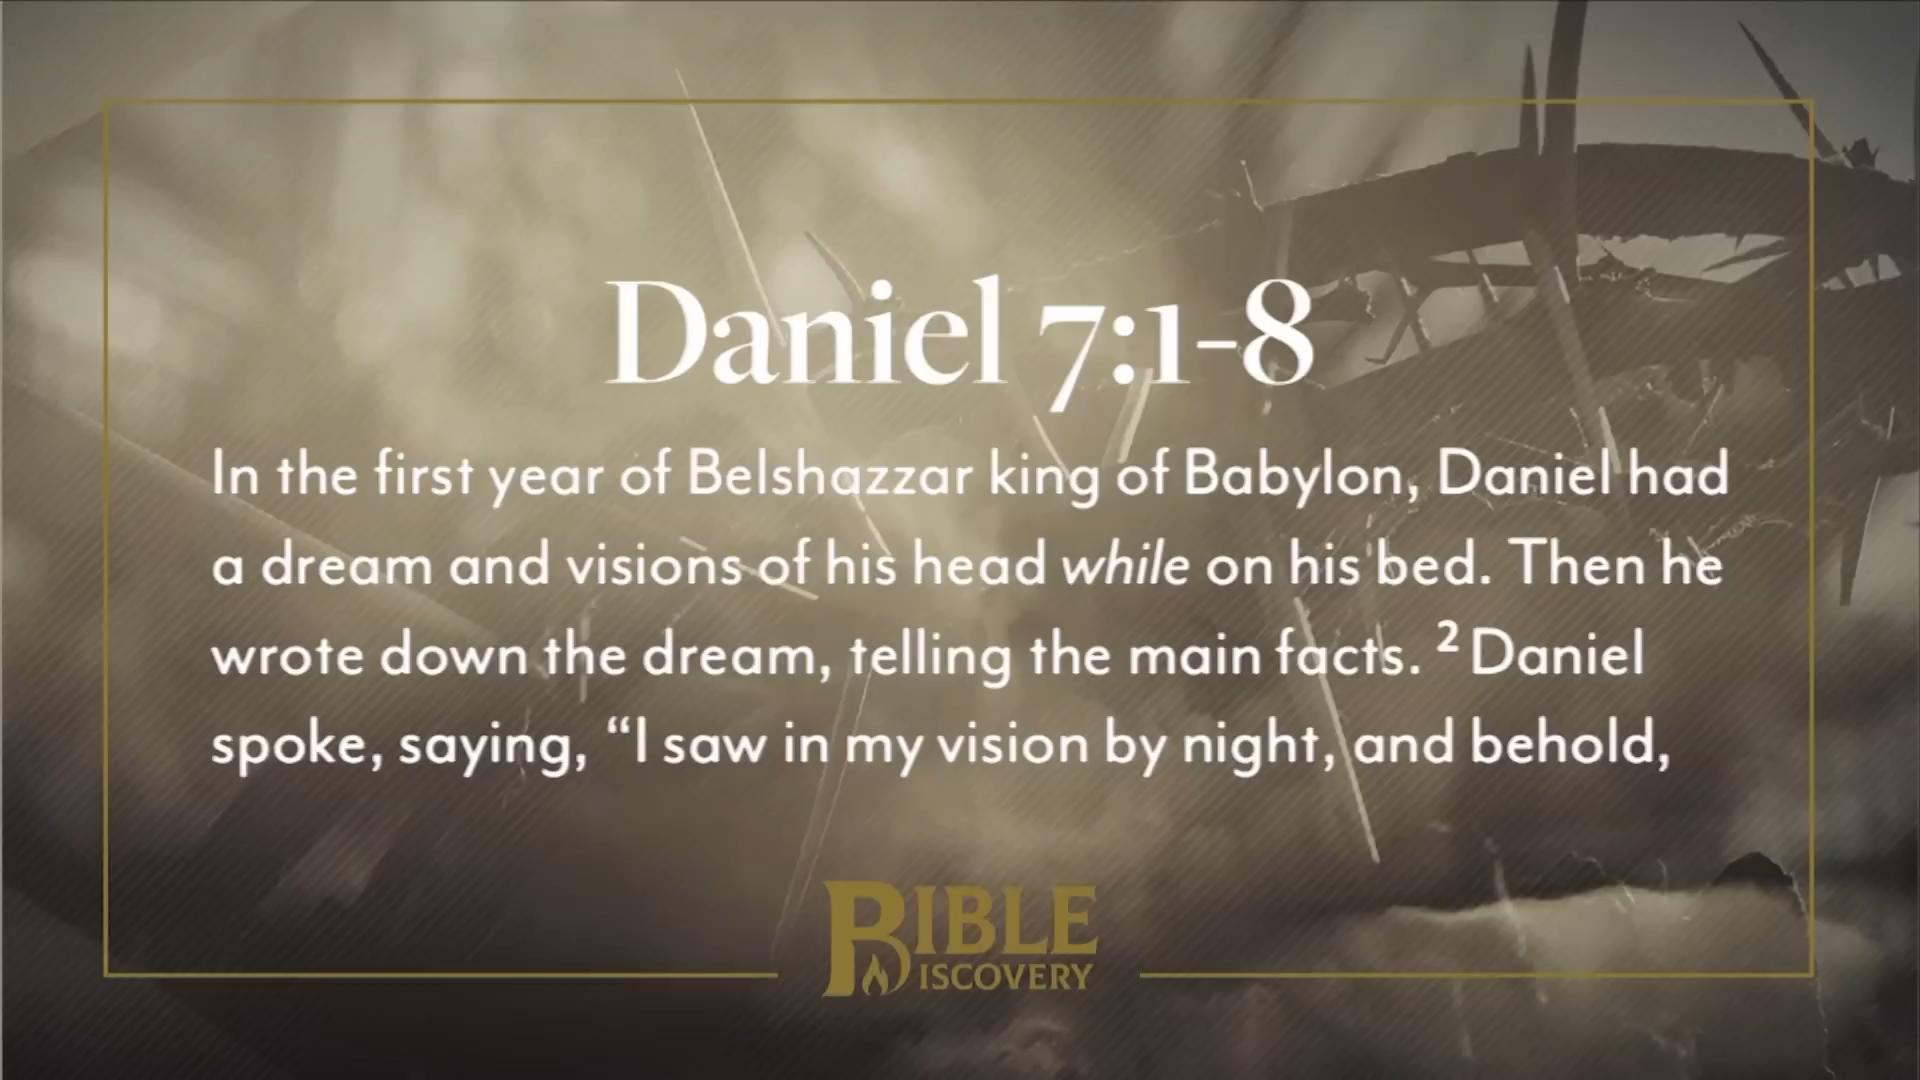 Daniel 7:1-8
In the first year of Belshazzar king of Babylon, Daniel had
a dream and visions of his head while on his bed. Then he
wrote down the dream, telling the main facts. ² Daniel
spoke, saying, “I saw in my vision by night, and behold,
BIBLE
DISCOVERY